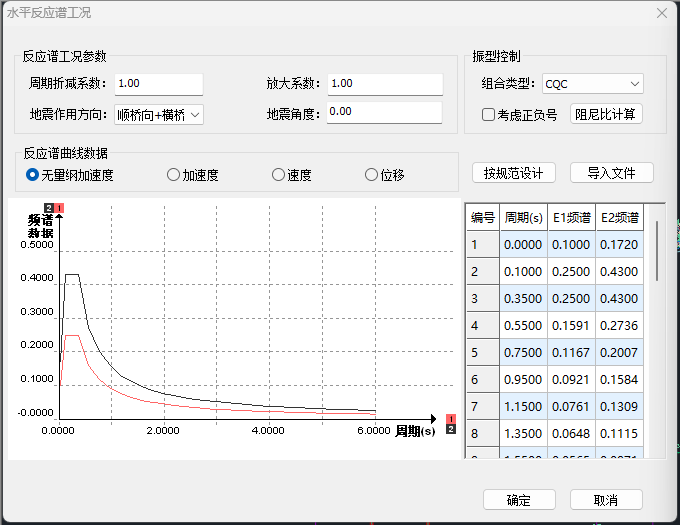 水平反应谱工况
反应谱工况参数
周期折减系数： 1.00 放大系数： 1.00
地震作用方向： 顺桥向+横桥 地震角度： 0.00
振型控制
组合类型： CQC
考虑正负号 阻尼比计算
反应谱曲线数据
无量纲加速度 加速度 速度 位移
按规范设计 导入文件
2 1
频谱
数据
0.5000
0.4000
0.3000
0.2000
0.1000
-0.0000
0.0000 2.0000 4.0000 6.0000 周期(s)
1
2
编号 周期(s) E1频谱 E2频谱
1 0.0000 0.1000 0.1720
2 0.1000 0.2500 0.4300
3 0.3500 0.2500 0.4300
4 0.5500 0.1591 0.2736
5 0.7500 0.1167 0.2007
6 0.9500 0.0921 0.1584
7 1.1500 0.0761 0.1309
8 1.3500 0.0648 0.1115
确定 取消